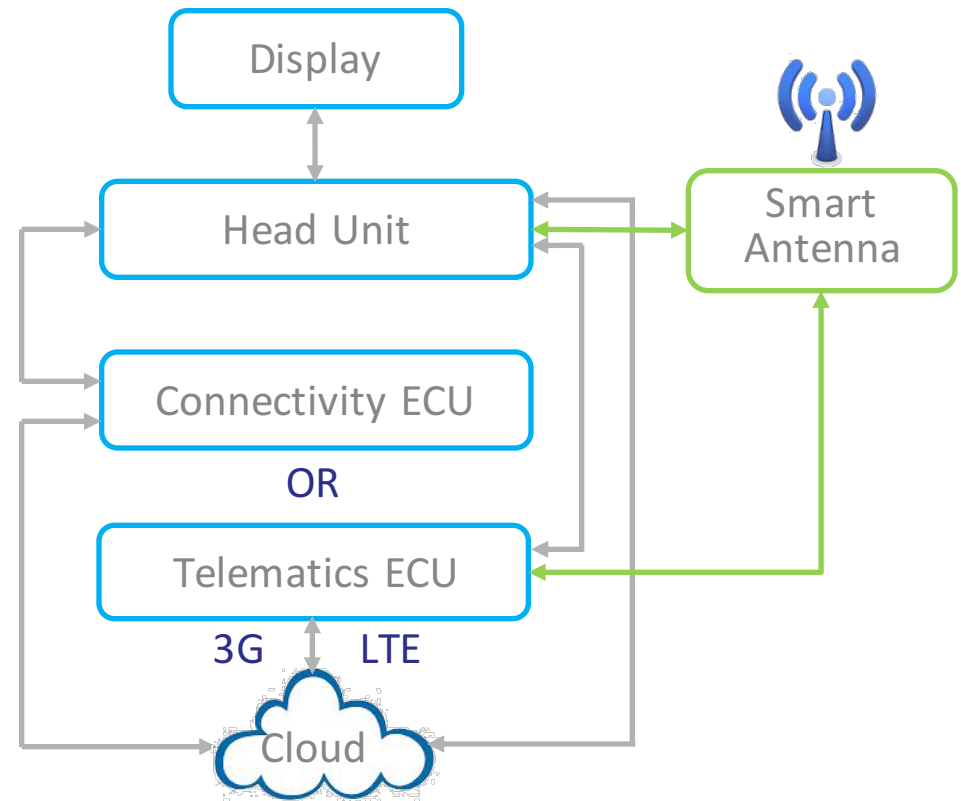 Display
Head Unit
Smart
Antenna
Connectivity ECU
OR
Telematics ECU
3G LTE
Cloud